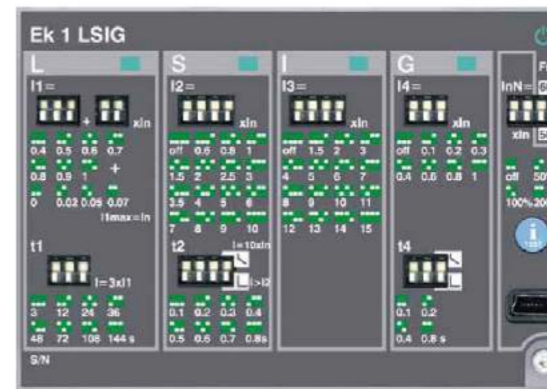 Ek 1 LSIG
L
I1=
+
xIn
0.4 0.5 0.6 0.7
0.8 0.9 1 +
0 0.02 0.05 0.07
I1max=In
t1
I=3xI1
3 12 24 36
48 72 108 144 s
S
I2=
xIn
off 0.6 0.8 1
1.5 2 2.5 3
3.5 4 5 6
7 8 9 10
t2
I=10xIn
I>I2
0.1 0.2 0.3 0.4
0.5 0.6 0.7 0.8s
I
I3=
xIn
off 1.5 2 3
4 5 6 7
8 9 10 11
12 13 14 15
G
I4=
xIn
off 0.1 0.2 0.3
0.4 0.6 0.8 1
t4
0.1 0.2
0.4 0.8 s
InN=
xIn
off 50%
100% 200
TEST
S/N